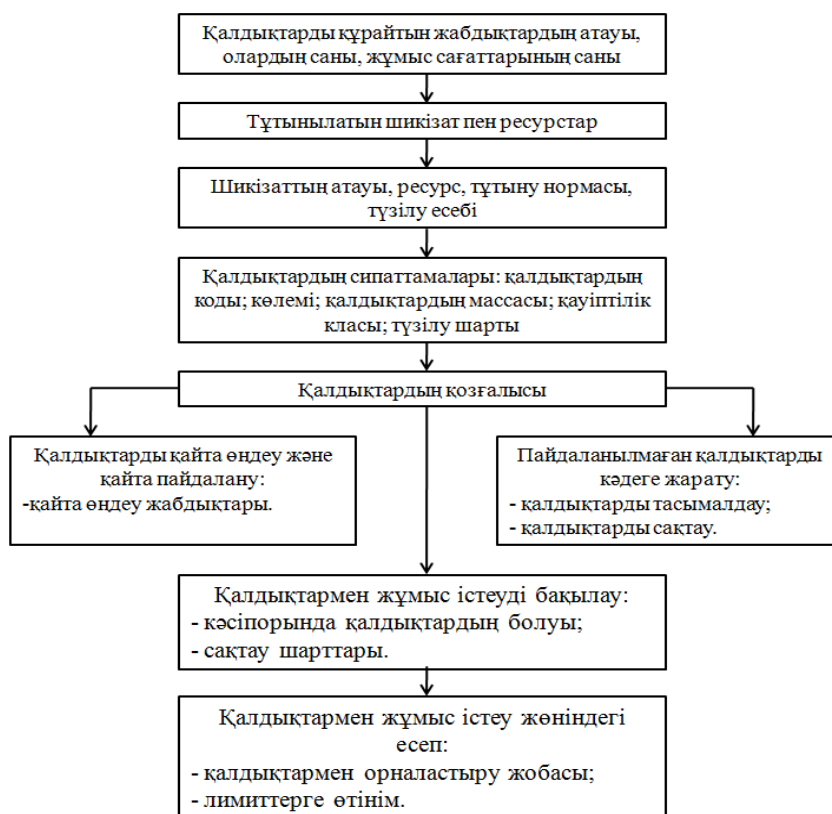 Қалдықтарды құрайтын жабдықтардың атауы,
олардың саны, жұмыс сағаттарының саны
Тұтынылатын шикізат пен ресурстар
Шикізаттың атауы, ресурс, тұтыну нормасы,
түзілу есебі
Қалдықтардың сипаттамалары: қалдықтардың
коды; көлемі; қалдықтардың массасы; қауіптілік
класы; түзілу шарты
Қалдықтардың қозғалысы
Қалдықтарды қайта өңдеу және
қайта пайдалану:
-қайта өңдеу жабдықтары.
Пайдаланылмаған қалдықтарды
кәдеге жарату:
- қалдықтарды тасымалдау;
- қалдықтарды сақтау.
Қалдықтармен жұмыс істеуді бақылау:
- кәсіпорында қалдықтардың болуы;
- сақтау шарттары.
Қалдықтармен жұмыс істеу жөніндегі
есеп:
- қалдықтармен орналастыру жобасы;
- лимиттерге өтінім.